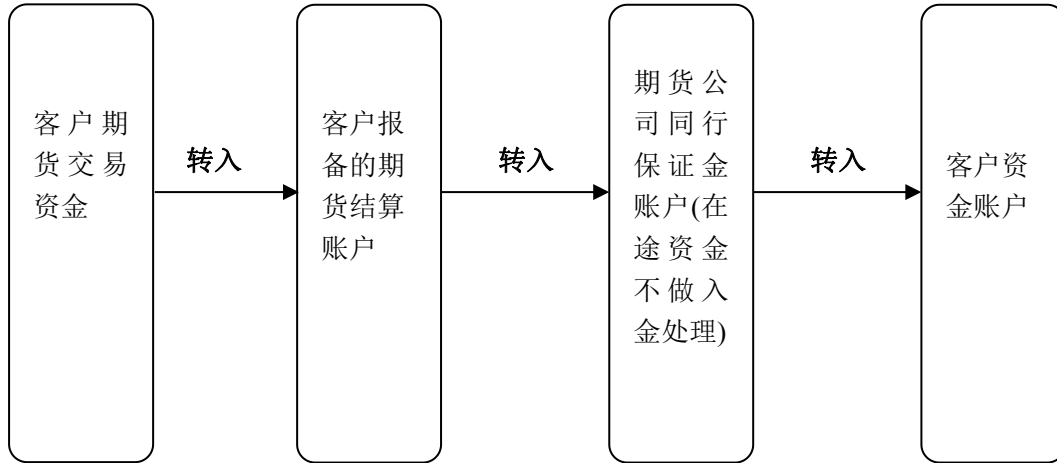 客户期
货交易
资金
转入
客户报
备的期
货结算
账户
转入
期货公
司同行
保证金
账户(在
途资金
不做入
金处理)
转入
客户资
金账户